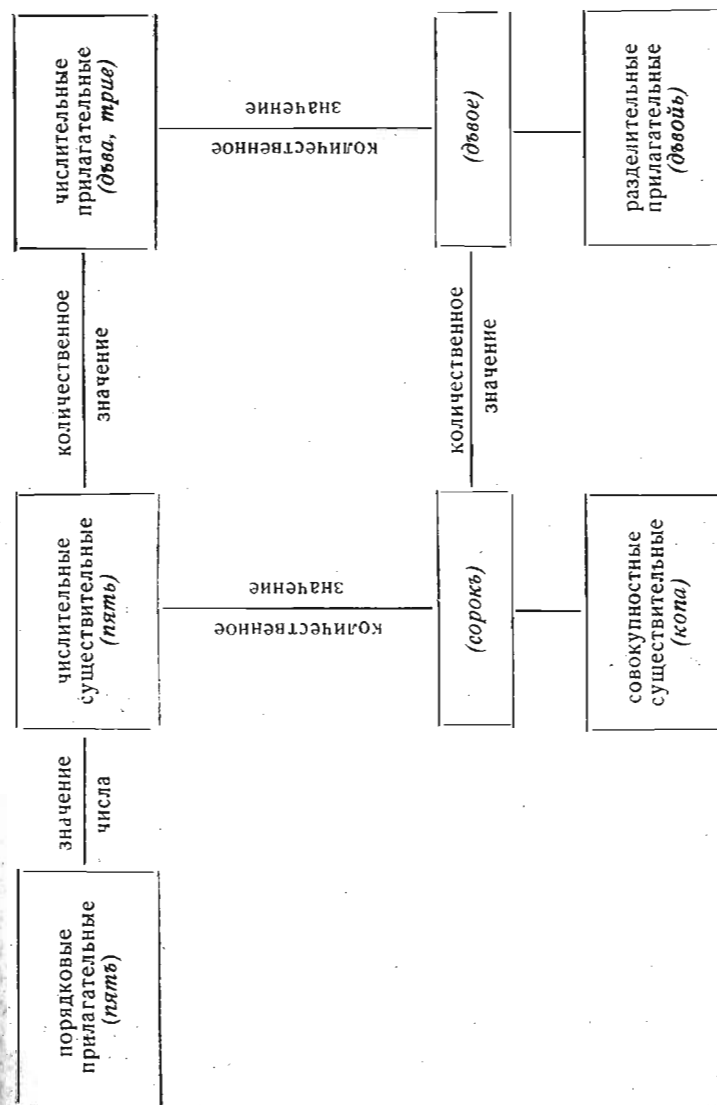 порядковые
прилагательные
(пятъ)
значение
числа
числительные
существительные
(пять)
количественное
значение
числительные
прилагательные
(дъва, трие)
количественное
значение
количественное
значение
(сорокъ)
количественное
значение
(дъвое)
совокупностные
существительные
(копа)
разделительные
прилагательные
(дъвойь)